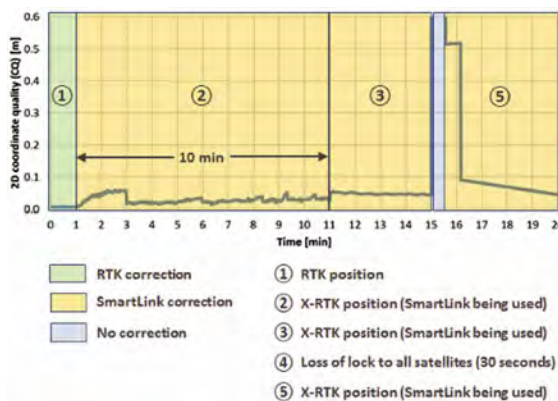 2D coordinate quality (CQ) [m]
0.6
0.5
0.4
0.3
0.2
0.1
0.0
① ② ③ ⑤
10 min
0 1 2 3 4 5 6 7 8 9 10 11 12 13 14 15 16 17 18 19 20
Time [min]
RTK correction
SmartLink correction
No correction
① RTK position
② X-RTK position (SmartLink being used)
③ X-RTK position (SmartLink being used)
④ Loss of lock to all satellites (30 seconds)
⑤ X-RTK position (SmartLink being used)